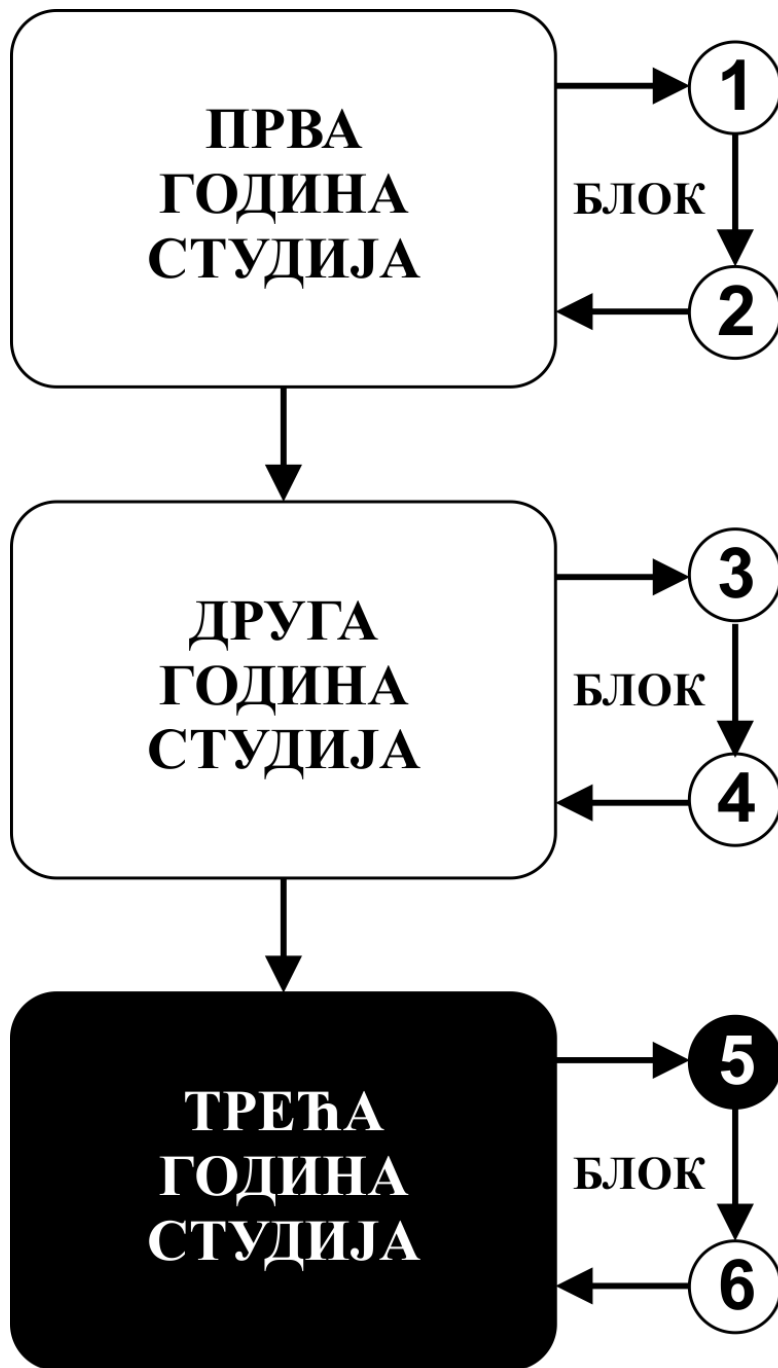 ПРВА
ГОДИНА
СТУДИЈА
1
БЛОК
2
ДРУГА
ГОДИНА
СТУДИЈА
3
БЛОК
4
ТРЕЋА
ГОДИНА
СТУДИЈА
5
БЛОК
6